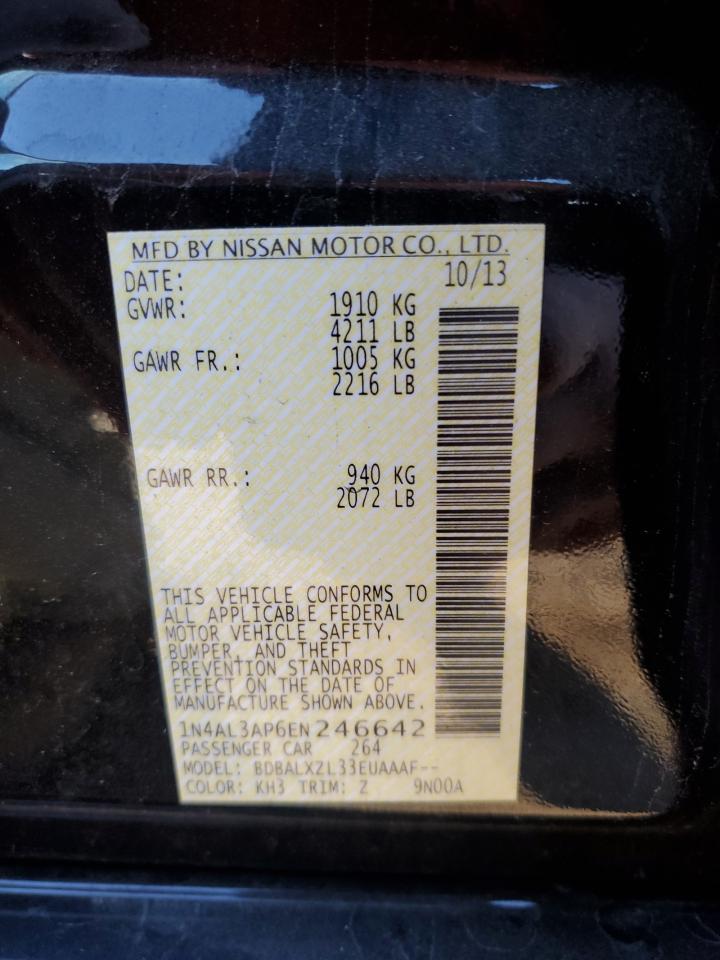 MFD BY NISSAN MOTOR CO., LTD.
DATE: 10/13
GVWR: 1910 KG
4211 LB
GAWR FR.: 1005 KG
2216 LB
GAWR RR.: 940 KG
2072 LB
THIS VEHICLE CONFORMS TO
ALL APPLICABLE FEDERAL
MOTOR VEHICLE SAFETY,
BUMPER, AND THEFT
PREVENTION STANDARDS IN
EFFECT ON THE DATE OF
MANUFACTURE SHOWN ABOVE.
1N4AL3AP6EN246642
PASSENGER CAR 264
MODEL: BDBALXZL33EUAAAF--
COLOR: KH3 TRIM: Z 9N00A